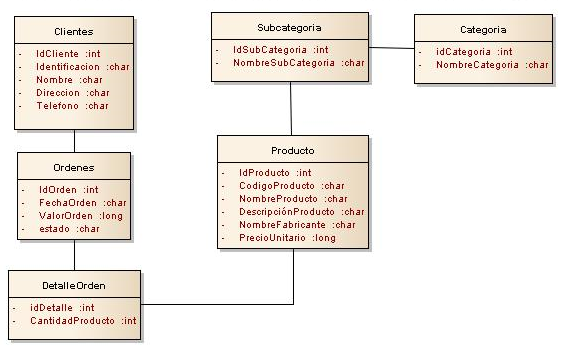 Clientes
- IdCliente :int
- Identificacion :char
- Nombre :char
- Direccion :char
- Telefono :char
Subcategoria
- IdSubCategoria :int
- NombreSubCategoria :char
Categoria
- idCategoria :int
- NombreCategoria :char
Ordenes
- IdOrden :int
- FechaOrden :char
- ValorOrden :long
- estado :char
Producto
- IdProducto :int
- CodigoProducto :char
- NombreProducto :char
- DescripciónProducto :char
- NombreFabricante :char
- PrecioUnitario :long
DetalleOrden
- idDetalle :int
- CantidadProducto :int